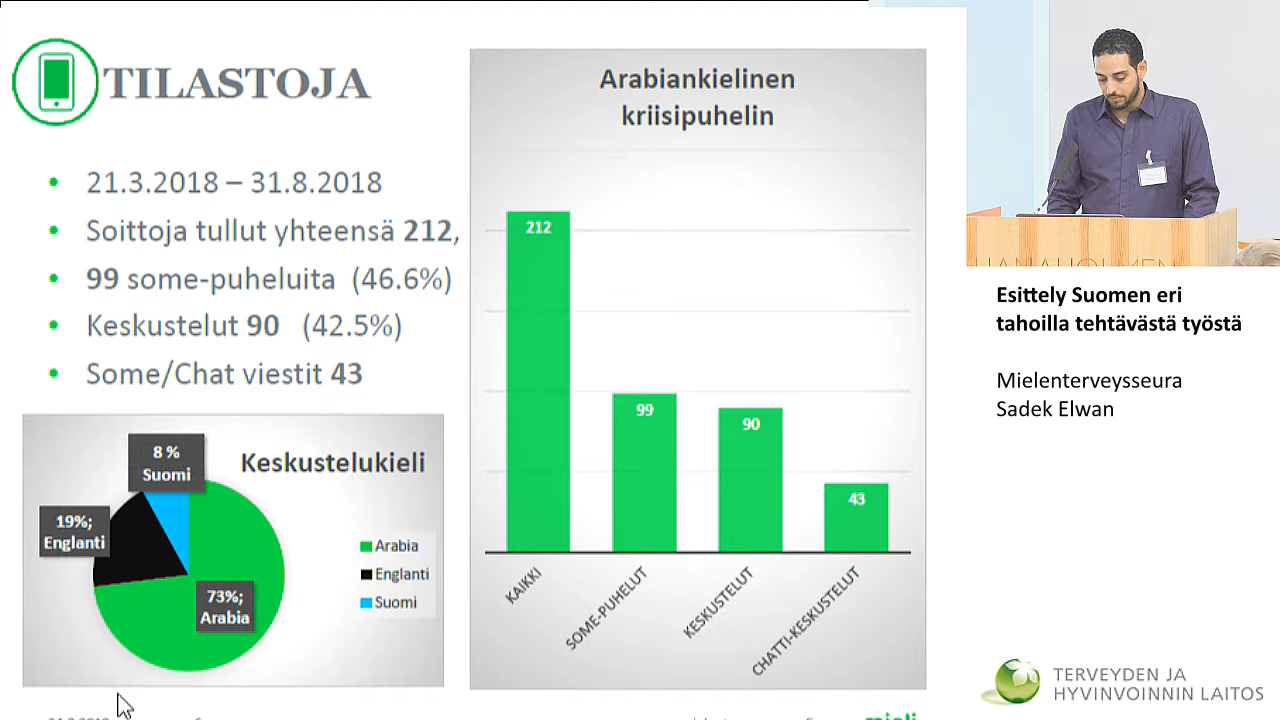 TILASTOJA
21.3.2018 – 31.8.2018
Soittoja tullut yhteensä 212,
99 some-puheluita (46.6%)
Keskustelut 90 (42.5%)
Some/Chat viestit 43
Keskustelukieli
8 %
Suomi
19%;
Englanti
73%;
Arabia
Arabia
Englanti
Suomi
Arabiankielinen
kriisipuhelin
212
99
90
43
KAIKKI
SOME-PUHELUT
KESKUSTELUT
CHATTI-KESKUSTELUT
HANAHOLMEN
Esittely Suomen eri
tahoilla tehtävästä työstä
Mielenterveysseura
Sadek Elwan
TERVEYDEN JA
HYVINVOINNIN LAITOS